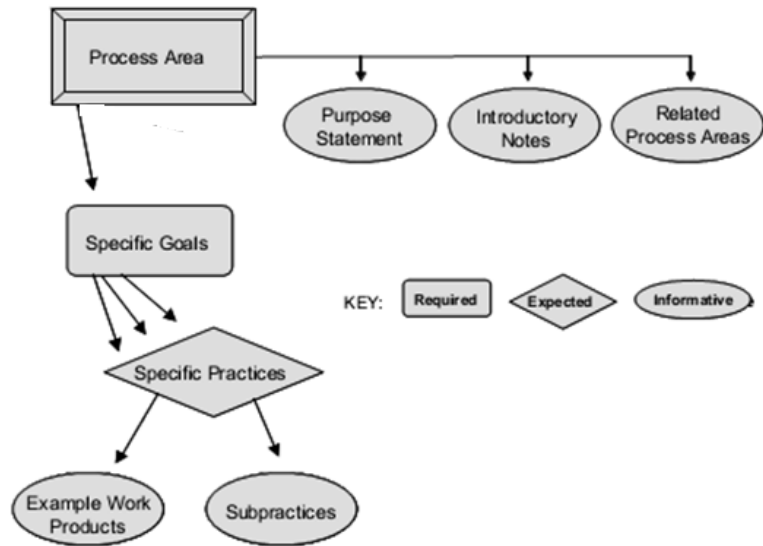 Process Area
Purpose
Statement
Introductory
Notes
Related
Process Areas
Specific Goals
KEY:
Required
Expected
Informative
Specific Practices
Example Work
Products
Subpractices